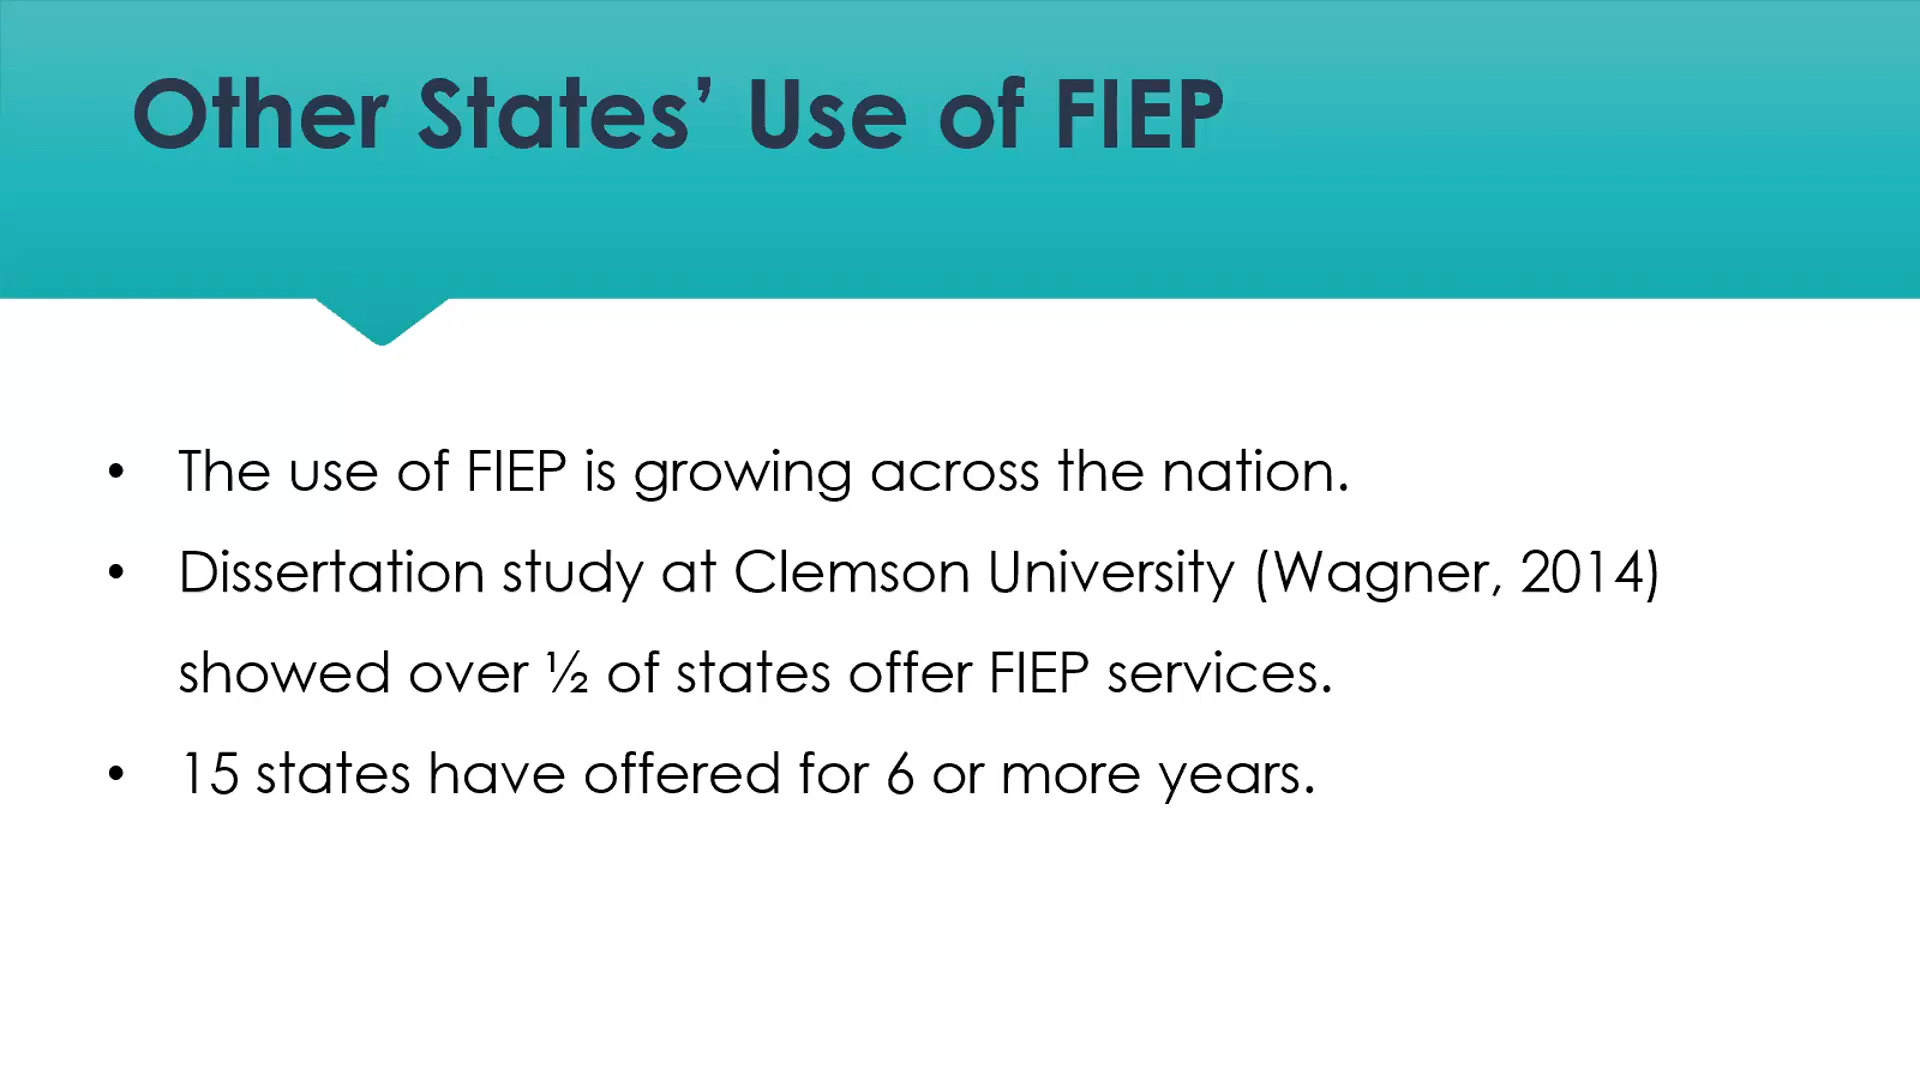 Other States’ Use of FIEP
• The use of FIEP is growing across the nation.
• Dissertation study at Clemson University (Wagner, 2014)
showed over ½ of states offer FIEP services.
• 15 states have offered for 6 or more years.